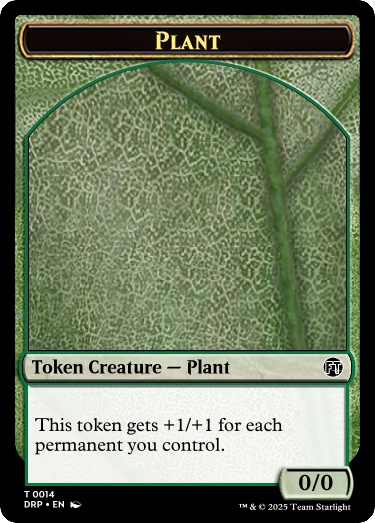 Plant
Token Creature — Plant
FT
This token gets +1/+1 for each
permanent you control.
0/0
T 0014
DRP • EN
™ & © 2025 Team Starlight